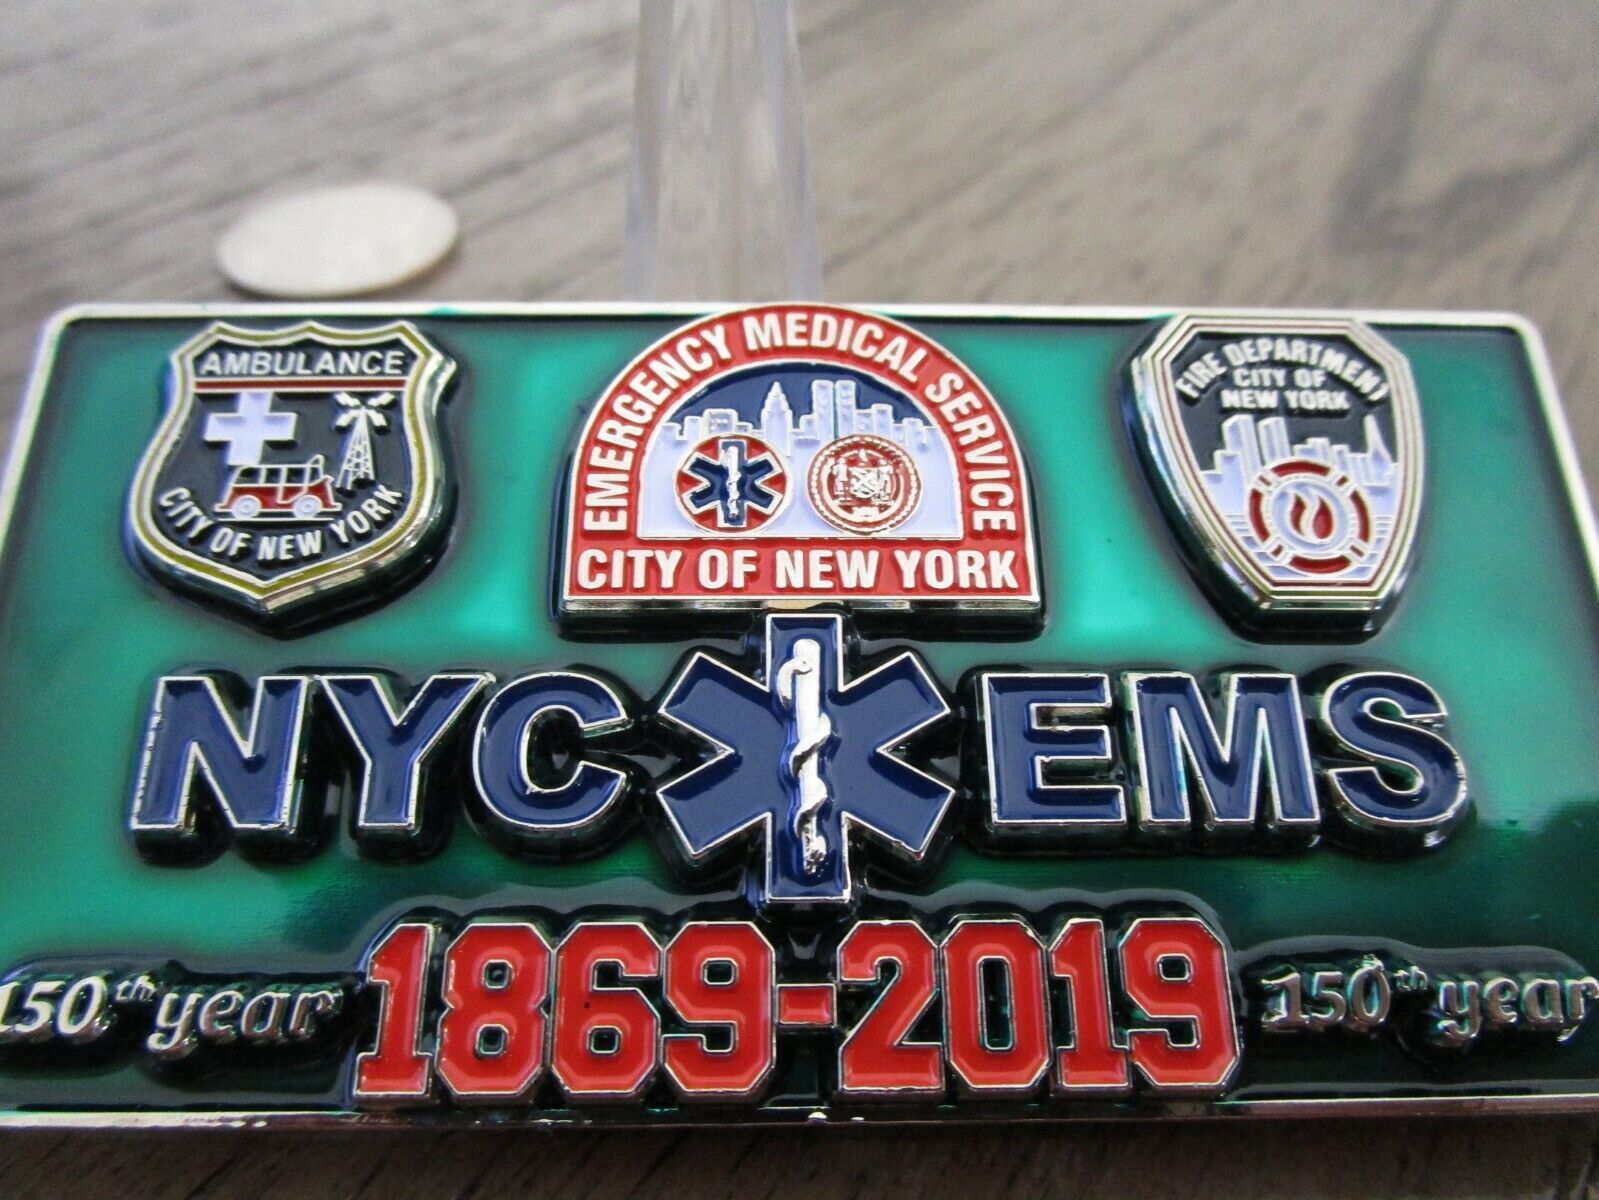 AMBULANCE
CITY OF NEW YORK
EMERGENCY MEDICAL SERVICE
CITY OF NEW YORK
FIRE DEPARTMENT
CITY OF
NEW YORK
NYC EMS
150th year 1869-2019 150th year